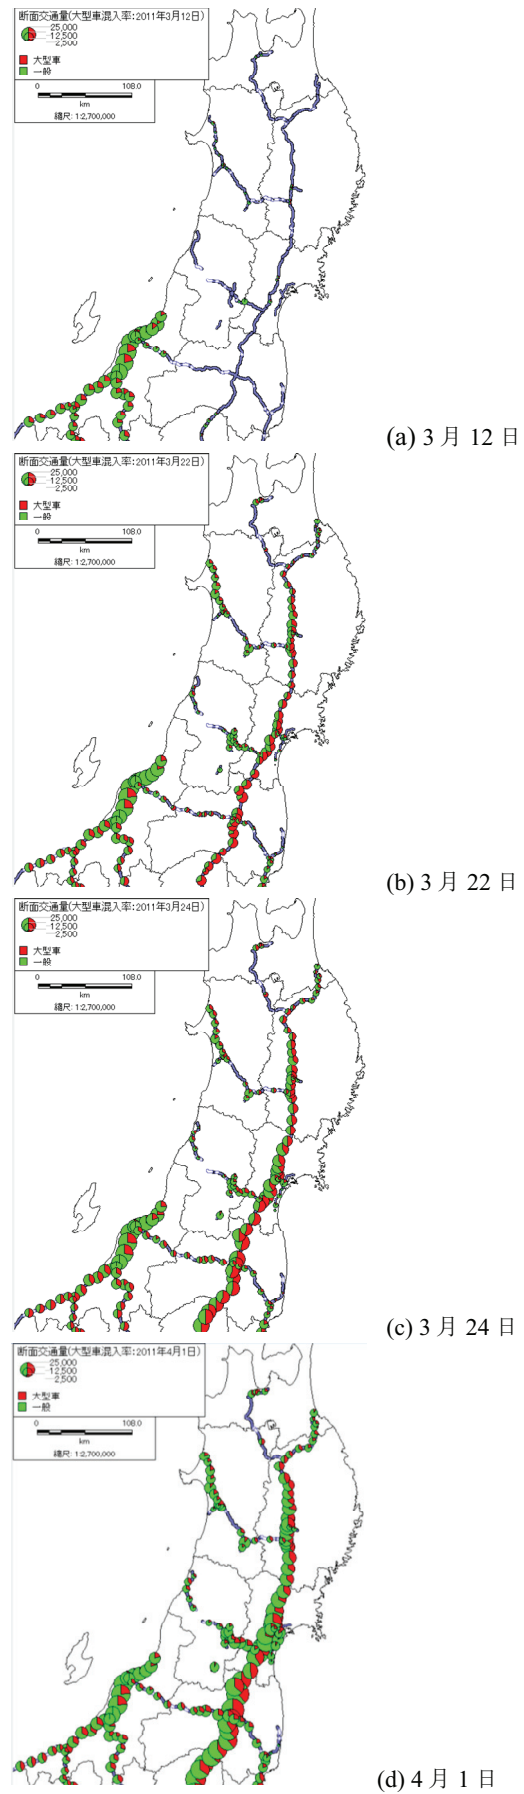 断面交通量(大型車混入率:2011年3月12日)
25,000
12,500
2,500
大型車
一般
0 108.0
km
縮尺: 1:2,700,000
(a) 3 月 12 日
断面交通量(大型車混入率:2011年3月22日)
25,000
12,500
2,500
大型車
一般
0 108.0
km
縮尺: 1:2,700,000
(b) 3 月 22 日
断面交通量(大型車混入率:2011年3月24日)
25,000
12,500
2,500
大型車
一般
0 108.0
km
縮尺: 1:2,700,000
(c) 3 月 24 日
断面交通量(大型車混入率:2011年4月1日)
25,000
12,500
2,500
大型車
一般
0 108.0
km
縮尺: 1:2,700,000
(d) 4 月 1 日